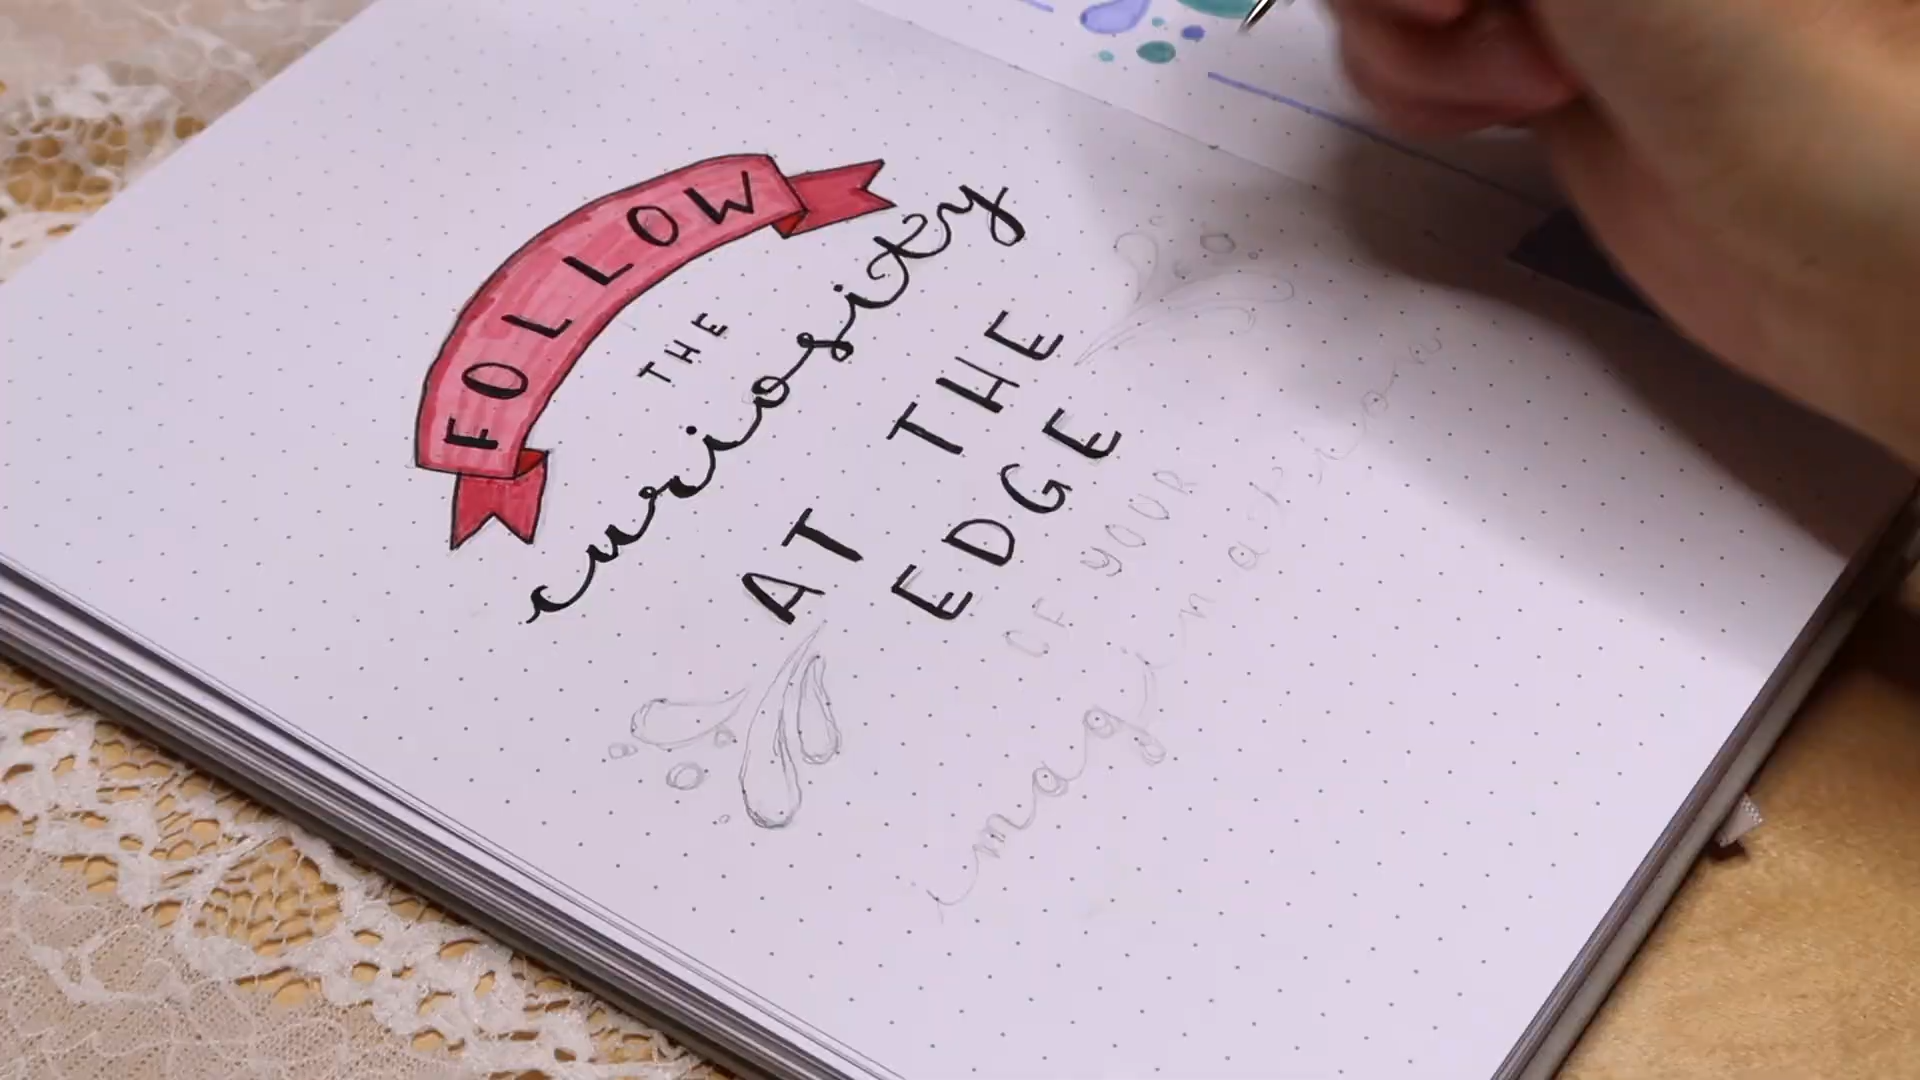 FOLLOW
THE
curiosity
AT THE
EDGE
OF YOUR
imagination